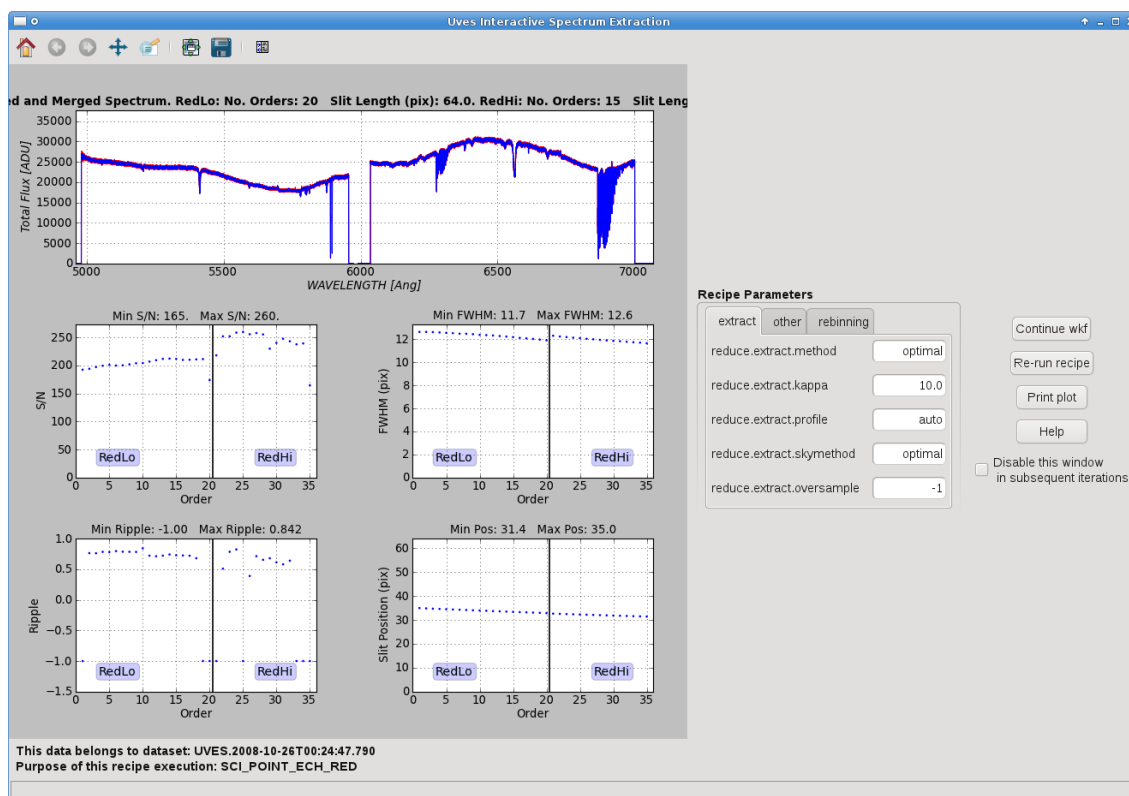 Uves Interactive Spectrum Extraction
ed and Merged Spectrum. RedLo: No. Orders: 20 Slit Length (pix): 64.0. RedHi: No. Orders: 15 Slit Leng
Total Flux [ADU]
35000
30000
25000
20000
15000
10000
5000
0
5000 5500 6000 6500 7000
WAVELENGTH [Ang]
Min S/N: 165. Max S/N: 260.
S/N
250
200
150
100
50
0
RedLo RedHi
0 5 10 15 20 25 30 35
Order
Min FWHM: 11.7 Max FWHM: 12.6
FWHM (pix)
12
10
8
6
4
2
0
RedLo RedHi
0 5 10 15 20 25 30 35
Order
Min Ripple: -1.00 Max Ripple: 0.842
Ripple
1.0
0.5
0.0
−0.5
−1.0
−1.5
RedLo RedHi
0 5 10 15 20 25 30 35
Order
Min Pos: 31.4 Max Pos: 35.0
Slit Position (pix)
60
50
40
30
20
10
0
RedLo RedHi
0 5 10 15 20 25 30 35
Order
Recipe Parameters
extract other rebinning
reduce.extract.method optimal
reduce.extract.kappa 10.0
reduce.extract.profile auto
reduce.extract.skymethod optimal
reduce.extract.oversample -1
Continue wkf
Re-run recipe
Print plot
Help
Disable this window
in subsequent iterations
This data belongs to dataset: UVES.2008-10-26T00:24:47.790
Purpose of this recipe execution: SCI_POINT_ECH_RED